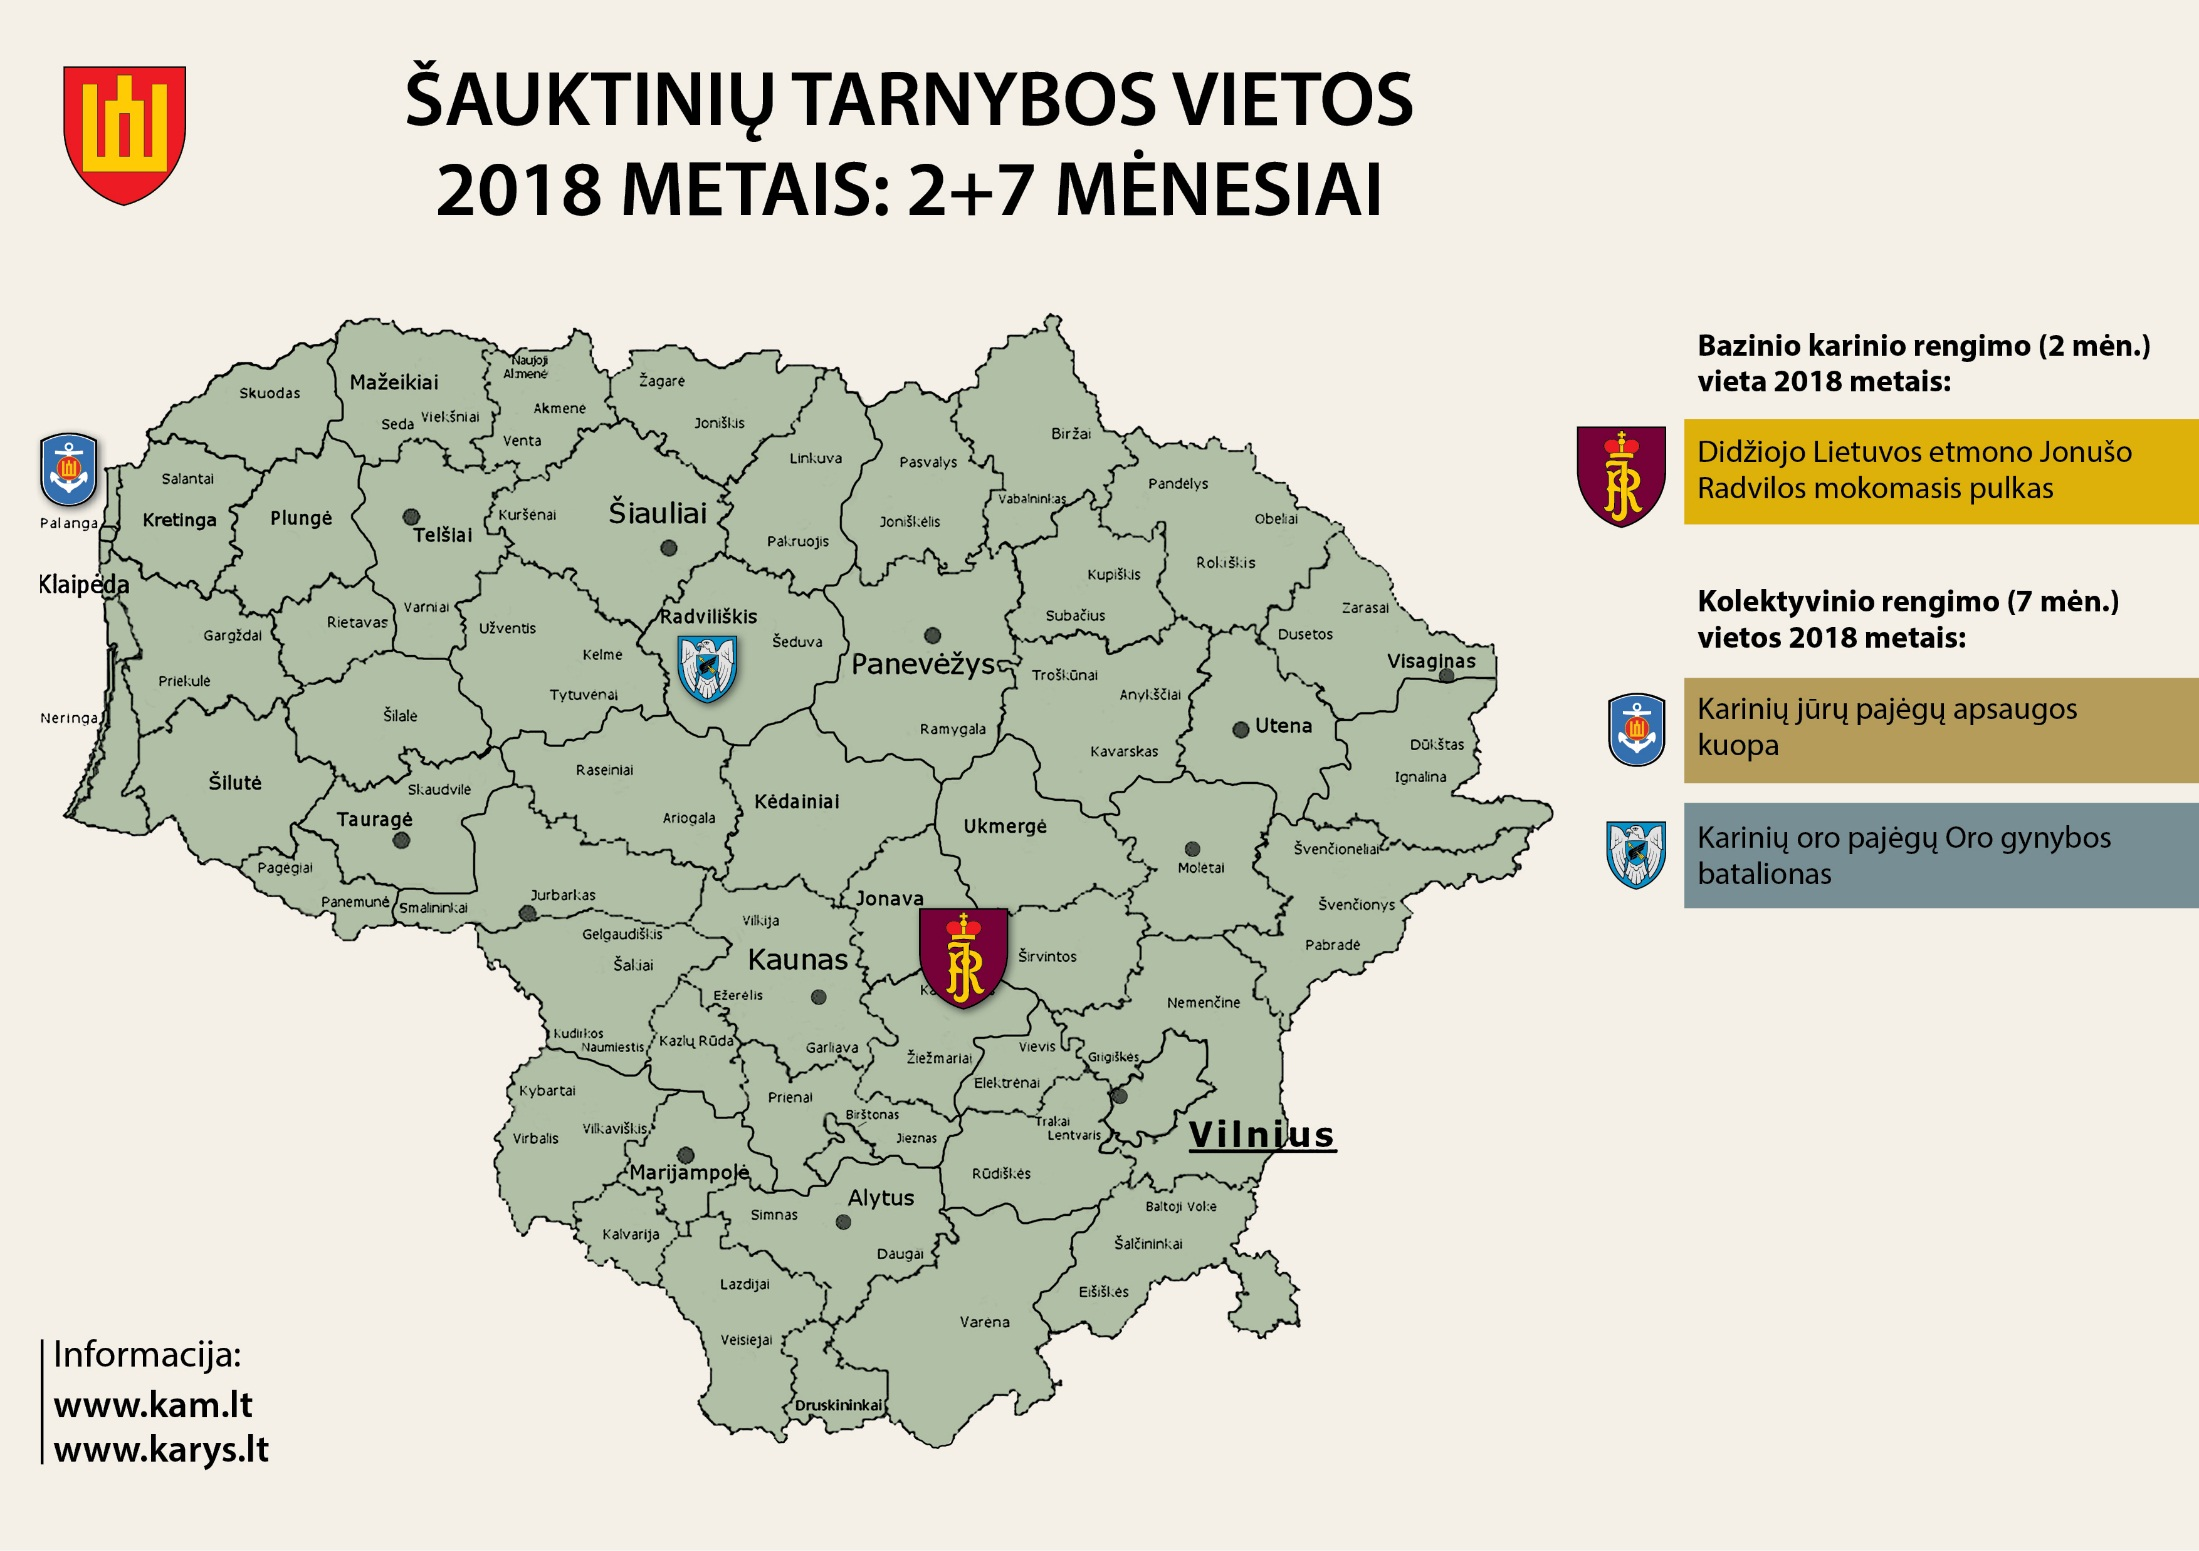 ŠAUKTINIŲ TARNYBOS VIETOS
2018 METAIS: 2+7 MĖNESIAI
Bazinio karinio rengimo (2 mėn.)
vieta 2018 metais:
Didžiojo Lietuvos etmono Jonušo
Radvilos mokomasis pulkas
Kolektyvinio rengimo (7 mėn.)
vietos 2018 metais:
Karinių jūrų pajėgų apsaugos
kuopa
Karinių oro pajėgų Oro gynybos
batalionas
Skuodas
Mažeikiai
Seda
Viekšniai
Naujoji
Akmenė
Akmenė
Venta
Žagarė
Joniškis
Linkuva
Pasvalys
Biržai
Salantai
Kretinga
Plungė
Telšiai
Kuršėnai
Šiauliai
Pakruojis
Joniškėlis
Vabalninkas
Pandėlys
Obeliai
Rokiškis
Palanga
Klaipėda
Gargždai
Rietavas
Varniai
Užventis
Kelmė
Tytuvėnai
Radviliškis
Šeduva
Panevėžys
Kupiškis
Subačius
Zarasai
Dusetos
Visaginas
Priekulė
Neringa
Šilalė
Troškūnai
Anykščiai
Ramygala
Kavarskas
Utena
Dūkštas
Ignalina
Šilutė
Skaudvilė
Tauragė
Raseiniai
Ariogala
Kėdainiai
Ukmergė
Molėtai
Švenčionėliai
Pagėgiai
Panemunė
Smalininkai
Jurbarkas
Vilkija
Jonava
Švenčionys
Pabradė
Gelgaudiškis
Šakiai
Kaunas
Širvintos
Ežerėlis
Nemenčinė
Kudirkos
Naumiestis
Kazlų Rūda
Garliava
Žiežmariai
Vievis
Grigiškės
Elektrėnai
Kybartai
Prienai
Birštonas
Jieznas
Trakai
Lentvaris
Vilnius
Virbalis
Vilkaviškis
Marijampolė
Rūdiškės
Alytus
Simnas
Baltoji Vokė
Kalvarija
Daugai
Šalčininkai
Lazdijai
Eišiškės
Veisiejai
Varėna
Druskininkai
Informacija:
www.kam.lt
www.karys.lt